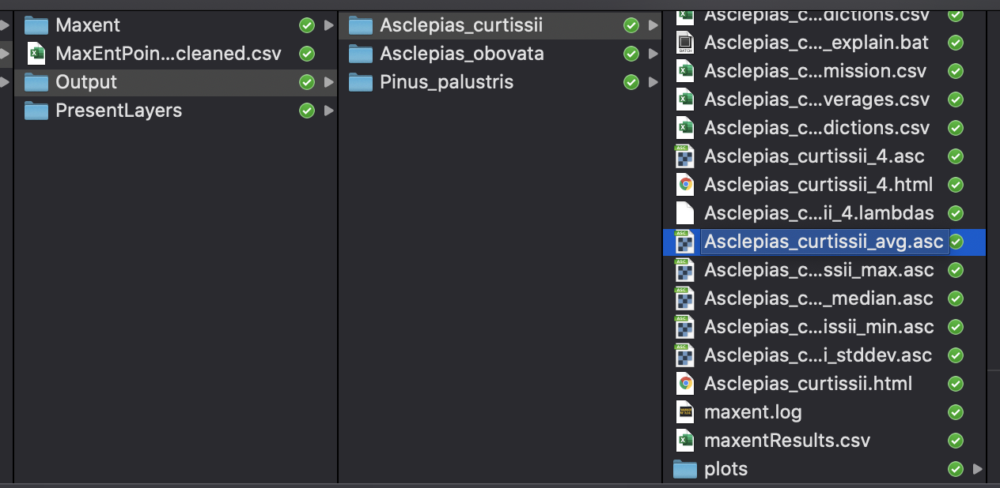 Maxent
MaxEntPoin...cleaned.csv
Output
PresentLayers
Asclepias_curtissii
Asclepias_obovata
Pinus_palustris
Asclepias_c...dictions.csv
Asclepias_c..._explain.bat
Asclepias_c...mission.csv
Asclepias_c...verages.csv
Asclepias_c...dictions.csv
Asclepias_curtissii_4.asc
Asclepias_curtissii_4.html
Asclepias_c...ii_4.lambdas
Asclepias_curtissii_avg.asc
Asclepias_c...ssii_max.asc
Asclepias_c..._median.asc
Asclepias_c...issii_min.asc
Asclepias_c...i_stddev.asc
Asclepias_curtissii.html
maxent.log
maxentResults.csv
plots